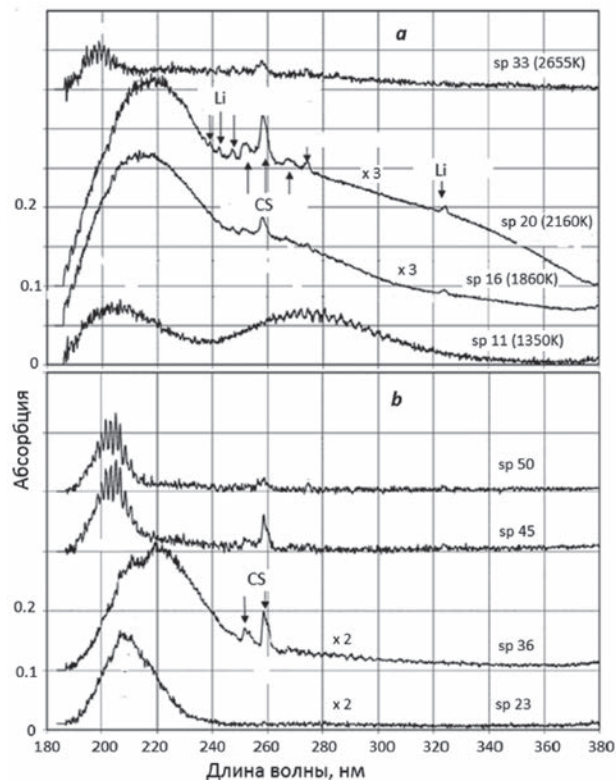 a
sp 33 (2655K)
Li
Li
x 3
CS
sp 20 (2160K)
0.2
sp 16 (1860K)
x 3
0.1
sp 11 (1350K)
0
b
Абсорбция
sp 50
sp 45
CS
0.2
x 2
sp 36
0.1
x 2
sp 23
0
180 200 220 240 260 280 300 320 340 360 380
Длина волны, нм